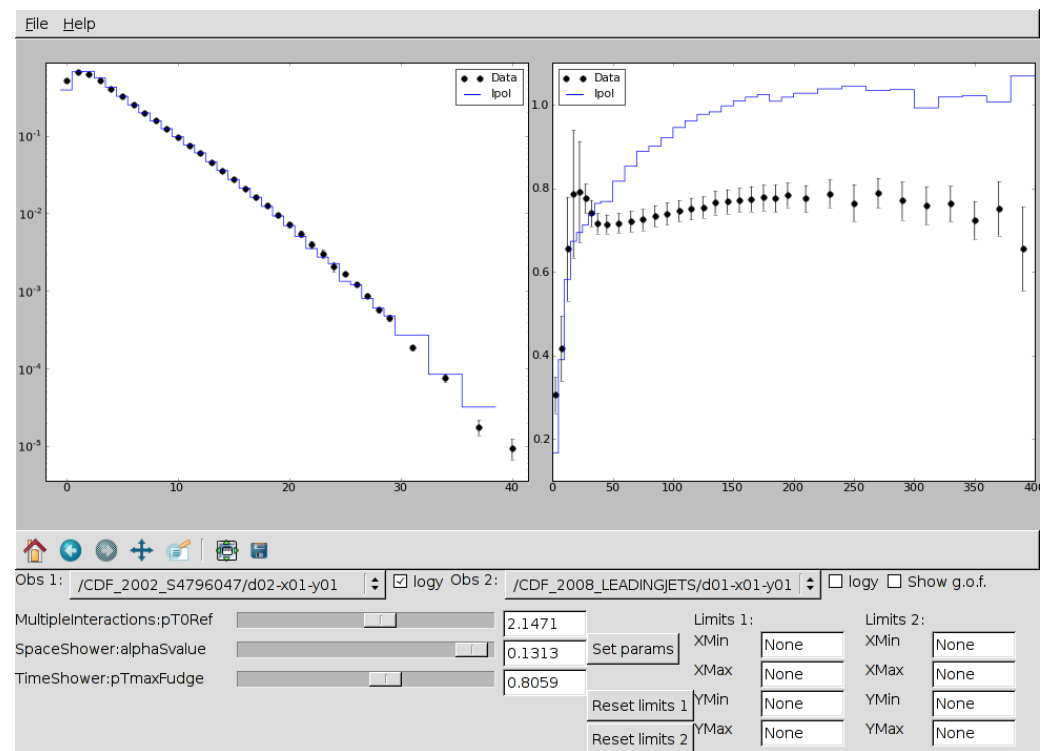 File Help
Data
Ipol
10⁻¹
10⁻²
10⁻³
10⁻⁴
10⁻⁵
0 10 20 30 40
Data
Ipol
1.0
0.8
0.6
0.4
0.2
0 50 100 150 200 250 300 350 400
Obs 1: /CDF_2002_S4796047/d02-x01-y01 logy Obs 2: /CDF_2008_LEADINGJETS/d01-x01-y01 logy Show g.o.f.
MultipleInteractions:pT0Ref 2.1471
SpaceShower:alphaSvalue 0.1313
TimeShower:pTmaxFudge 0.8059
Set params
Reset limits 1
Reset limits 2
Limits 1:
XMin None
XMax None
YMin None
YMax None
Limits 2:
XMin None
XMax None
YMin None
YMax None